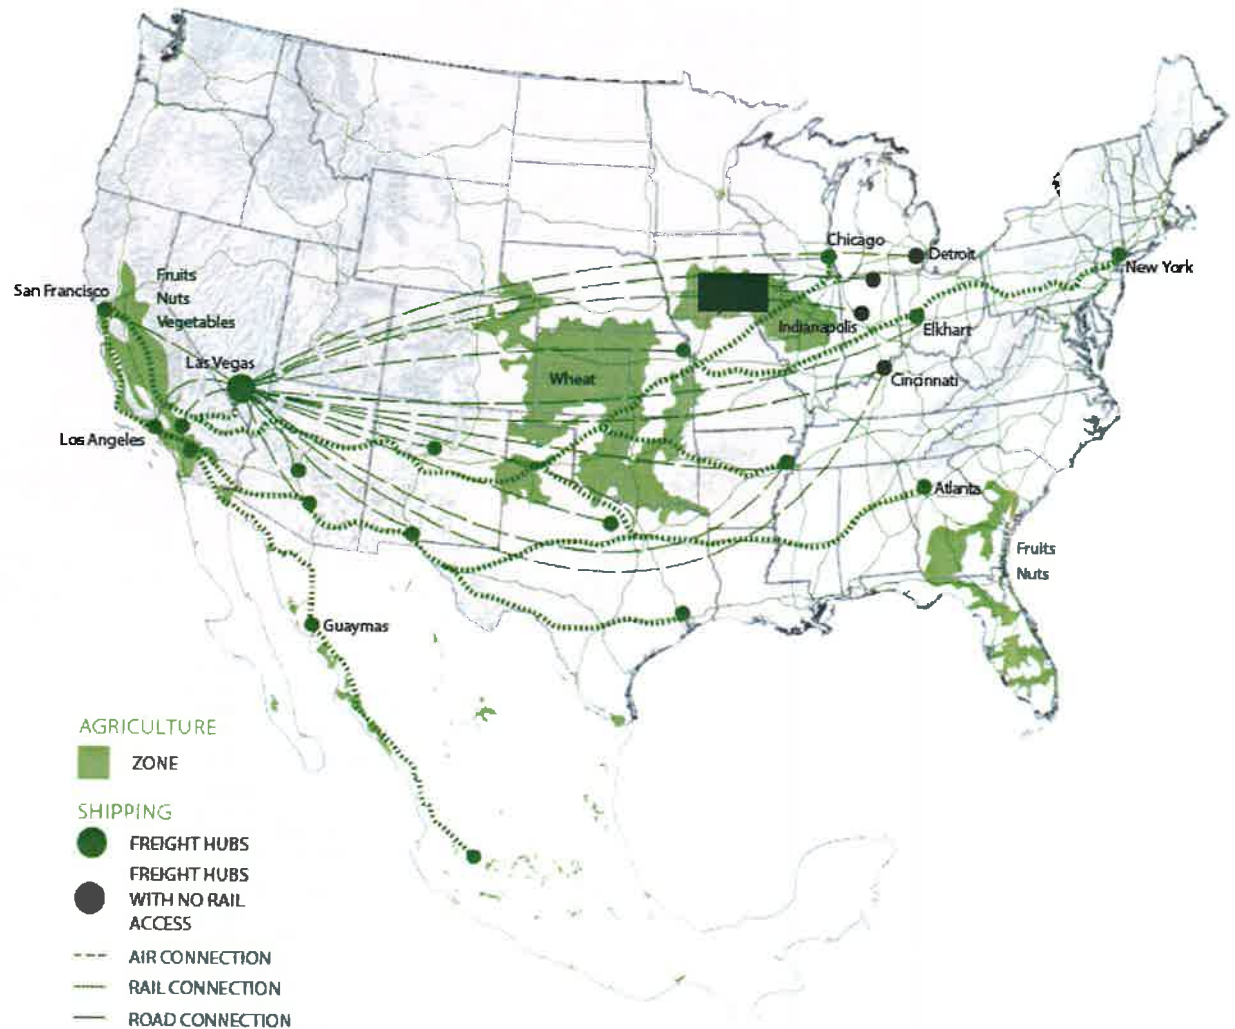 Chicago
Detroit
New York
Fruits
Nuts
Vegetables
San Francisco
Indianapolis
Elkhart
Las Vegas
Wheat
Cincinnati
Los Angeles
Atlanta
Fruits
Nuts
Guaymas
AGRICULTURE
ZONE
SHIPPING
FREIGHT HUBS
FREIGHT HUBS
WITH NO RAIL
ACCESS
AIR CONNECTION
RAIL CONNECTION
ROAD CONNECTION